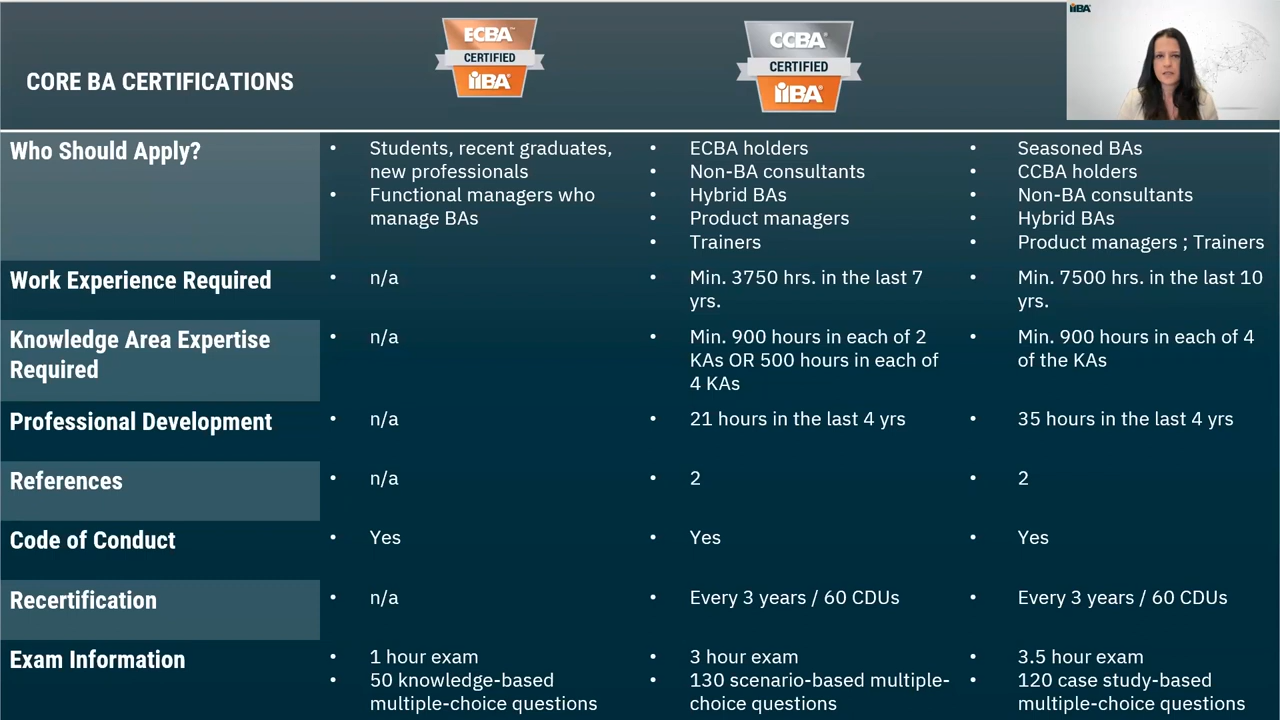 ECBA™
CERTIFIED
iiBA®
CCBA®
CERTIFIED
iiBA®
iiBA
CORE BA CERTIFICATIONS
Who Should Apply?
• Students, recent graduates,
new professionals
• Functional managers who
manage BAs
• ECBA holders
• Non-BA consultants
• Hybrid BAs
• Product managers
• Trainers
• Seasoned BAs
• CCBA holders
• Non-BA consultants
• Hybrid BAs
• Product managers ; Trainers
Work Experience Required
• n/a
• Min. 3750 hrs. in the last 7
yrs.
• Min. 7500 hrs. in the last 10
yrs.
Knowledge Area Expertise
Required
• n/a
• Min. 900 hours in each of 2
KAs OR 500 hours in each of
4 KAs
• Min. 900 hours in each of 4
of the KAs
Professional Development
• n/a
• 21 hours in the last 4 yrs
• 35 hours in the last 4 yrs
References
• n/a
• 2
• 2
Code of Conduct
• Yes
• Yes
• Yes
Recertification
• n/a
• Every 3 years / 60 CDUs
• Every 3 years / 60 CDUs
Exam Information
• 1 hour exam
• 50 knowledge-based
multiple-choice questions
• 3 hour exam
• 130 scenario-based multiple-
choice questions
• 3.5 hour exam
• 120 case study-based
multiple-choice questions